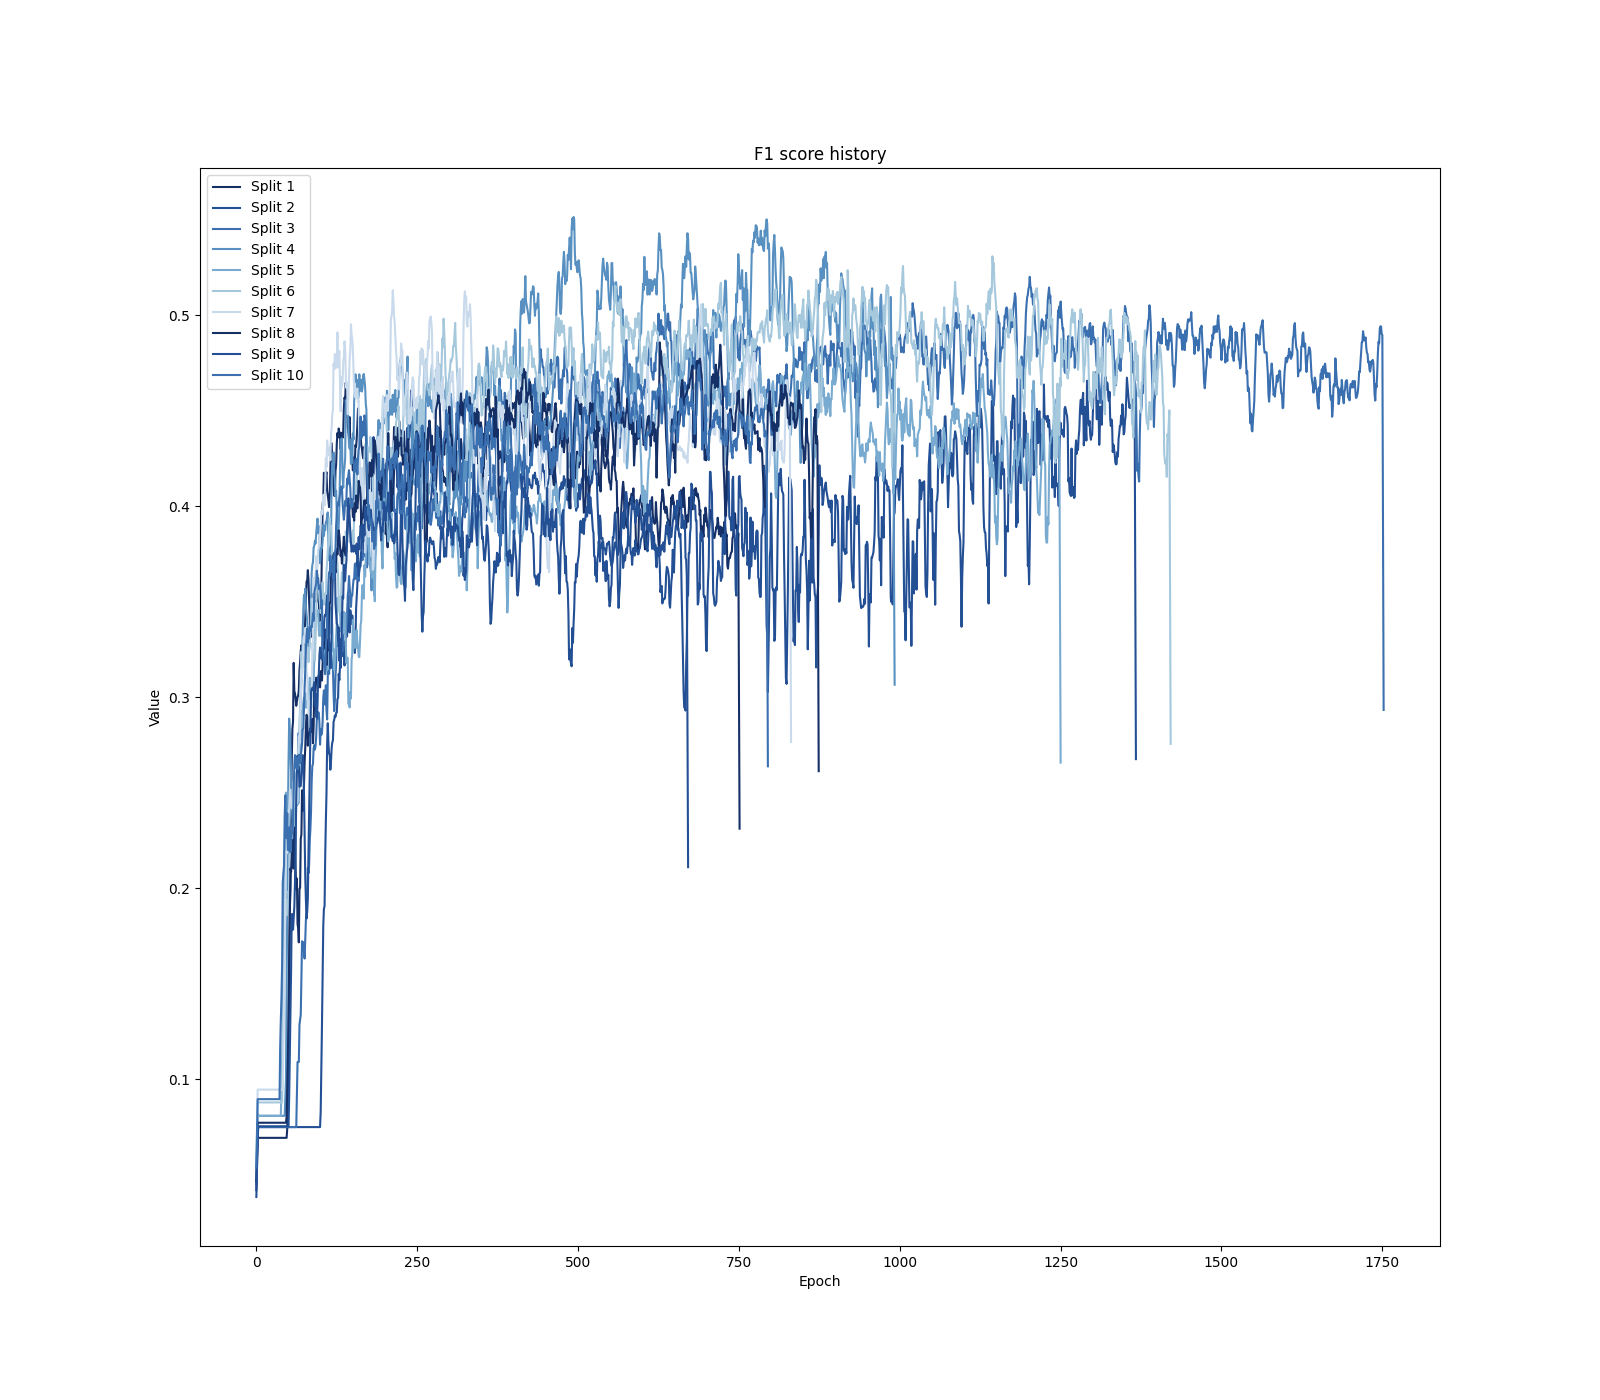 F1 score history
Split 1
Split 2
Split 3
Split 4
Split 5
Split 6
Split 7
Split 8
Split 9
Split 10
0.5
0.4
0.3
0.2
0.1
Value
0 250 500 750 1000 1250 1500 1750
Epoch